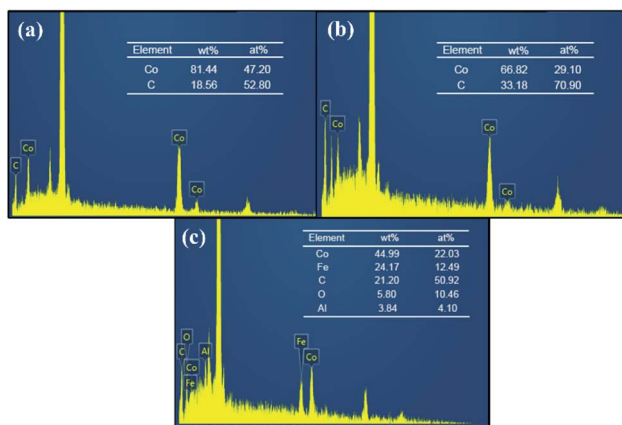 (a)
Element wt% at%
Co 81.44 47.20
C 18.56 52.80
C
Co
Co
Co
(b)
Element wt% at%
Co 66.82 29.10
C 33.18 70.90
C
Co
Co
Co
(c)
Element wt% at%
Co 44.99 22.03
Fe 24.17 12.49
C 21.20 50.92
O 5.80 10.46
Al 3.84 4.10
O
C
Al
Co
Fe
Fe
Co